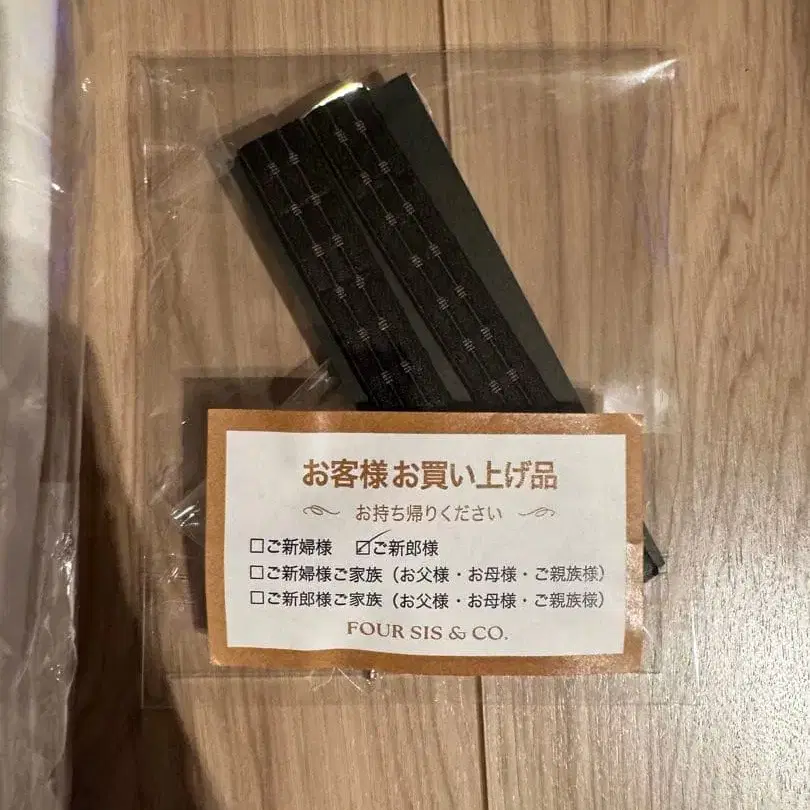 お客様お買い上げ品
お持ち帰りください
□ご新婦様 ☑ご新郎様
□ご新婦様ご家族（お父様・お母様・ご親族様）
□ご新郎様ご家族（お父様・お母様・ご親族様）
FOUR SIS & CO.